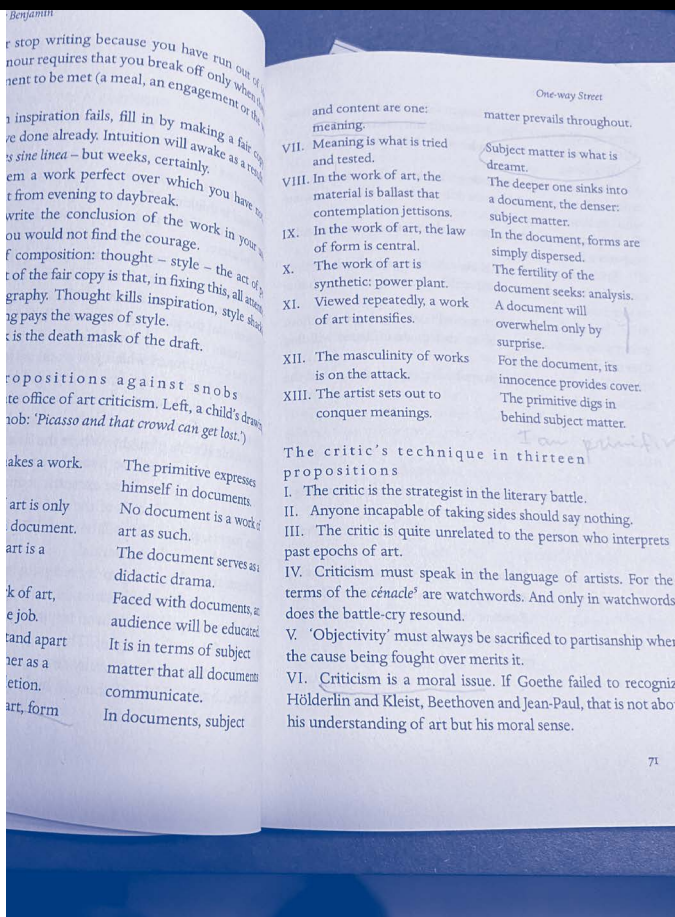 Benjamin
r stop writing because you have run out of
nour requires that you break off only when
ment to be met (a meal, an engagement or the
inspiration fails, fill in by making a fair
ve done already. Intuition will awake as a
s sine linea – but weeks, certainly.
em a work perfect over which you have
t from evening to daybreak.
write the conclusion of the work in your
ou would not find the courage.
f composition: thought – style – the act of
t of the fair copy is that, in fixing this, all
graphy. Thought kills inspiration, style
ng pays the wages of style.
is the death mask of the draft.
ropositions against snobs
te office of art criticism. Left, a child's
nob: 'Picasso and that crowd can get lost.')
akes a work.
art is only
document.
art is a
k of art,
e job.
tand apart
her as a
etion.
art, form
The primitive expresses
himself in documents.
No document is a work
art as such.
The document serves as
didactic drama.
Faced with documents,
audience will be educated
It is in terms of subject
matter that all documents
communicate.
In documents, subject
One-way Street
and content are one:
meaning.
VII. Meaning is what is tried
and tested.
VIII. In the work of art, the
material is ballast that
contemplation jettisons.
IX. In the work of art, the law
of form is central.
X. The work of art is
synthetic: power plant.
XI. Viewed repeatedly, a work
of art intensifies.
XII. The masculinity of works
is on the attack.
XIII. The artist sets out to
conquer meanings.
matter prevails throughout.
Subject matter is what is
dreamt.
The deeper one sinks into
a document, the denser:
subject matter.
In the document, forms are
simply dispersed.
The fertility of the
document seeks: analysis.
A document will
overwhelm only by
surprise.
For the document, its
innocence provides cover.
The primitive digs in
behind subject matter.
I am
The critic's technique in thirteen
propositions
I. The critic is the strategist in the literary battle.
II. Anyone incapable of taking sides should say nothing.
III. The critic is quite unrelated to the person who interprets
past epochs of art.
IV. Criticism must speak in the language of artists. For the
terms of the cénacle⁵ are watchwords. And only in watchwords
does the battle-cry resound.
V. 'Objectivity' must always be sacrificed to partisanship when
the cause being fought over merits it.
VI. Criticism is a moral issue. If Goethe failed to recogniz
Hölderlin and Kleist, Beethoven and Jean-Paul, that is not abo
his understanding of art but his moral sense.
71